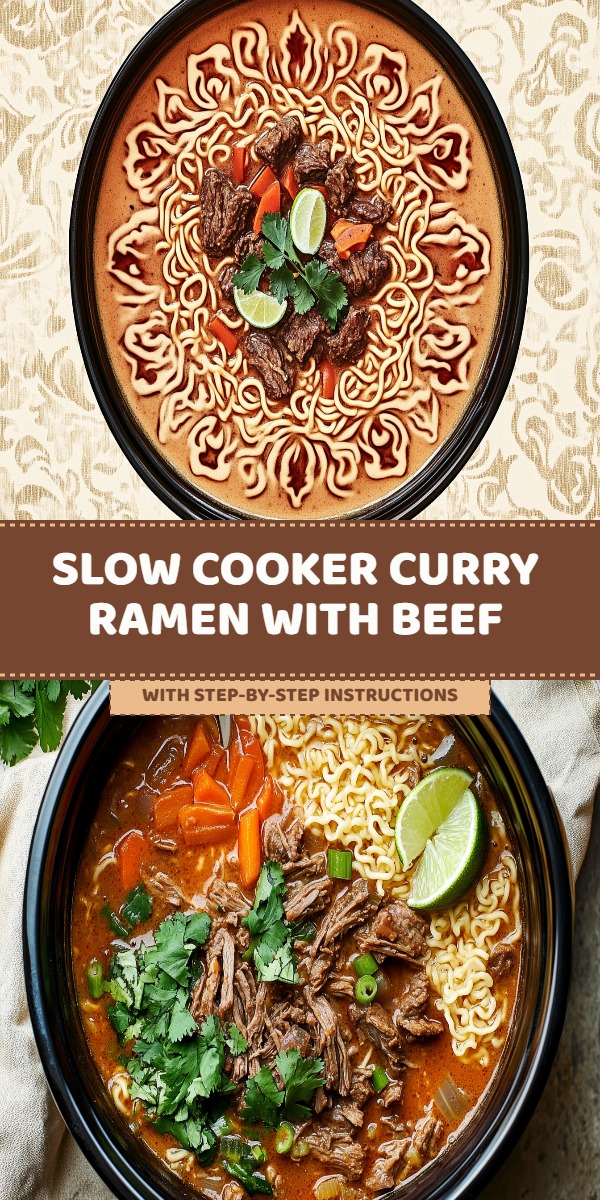 SLOW COOKER CURRY
RAMEN WITH BEEF
WITH STEP-BY-STEP INSTRUCTIONS